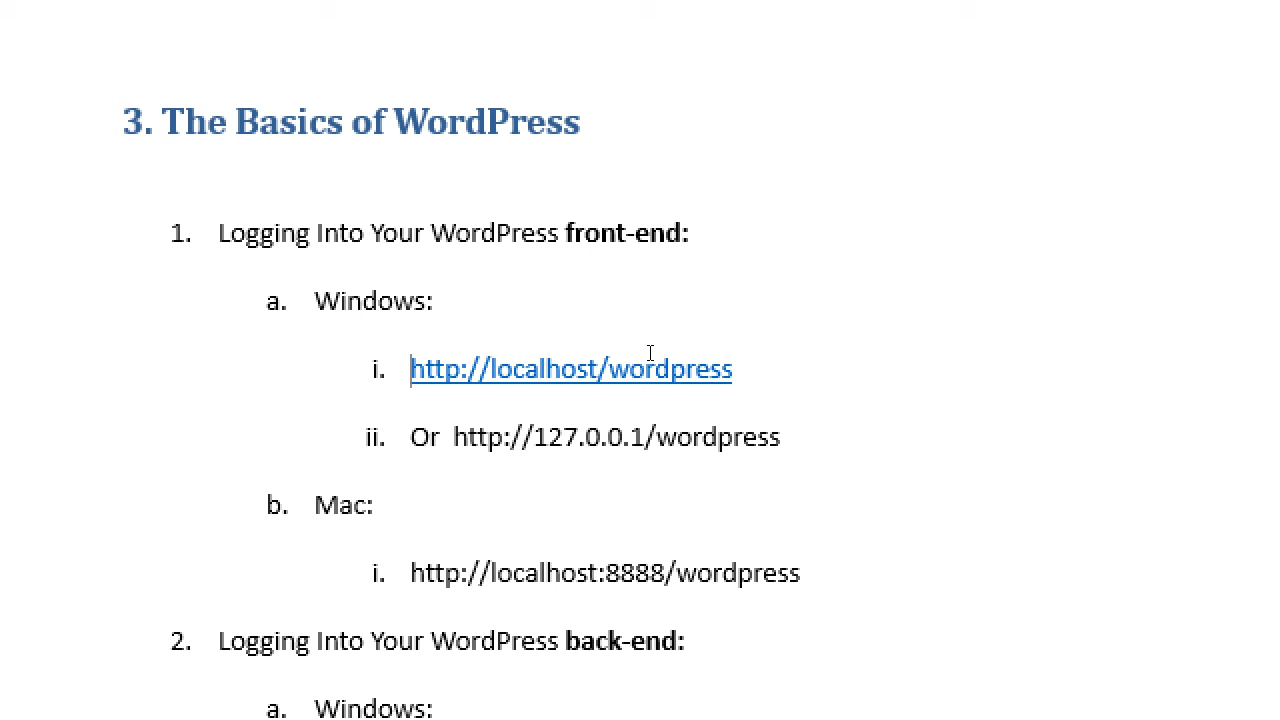 3. The Basics of WordPress
1. Logging Into Your WordPress front-end:
a. Windows:
i. http://localhost/wordpress
ii. Or http://127.0.0.1/wordpress
b. Mac:
i. http://localhost:8888/wordpress
2. Logging Into Your WordPress back-end:
a. Windows: